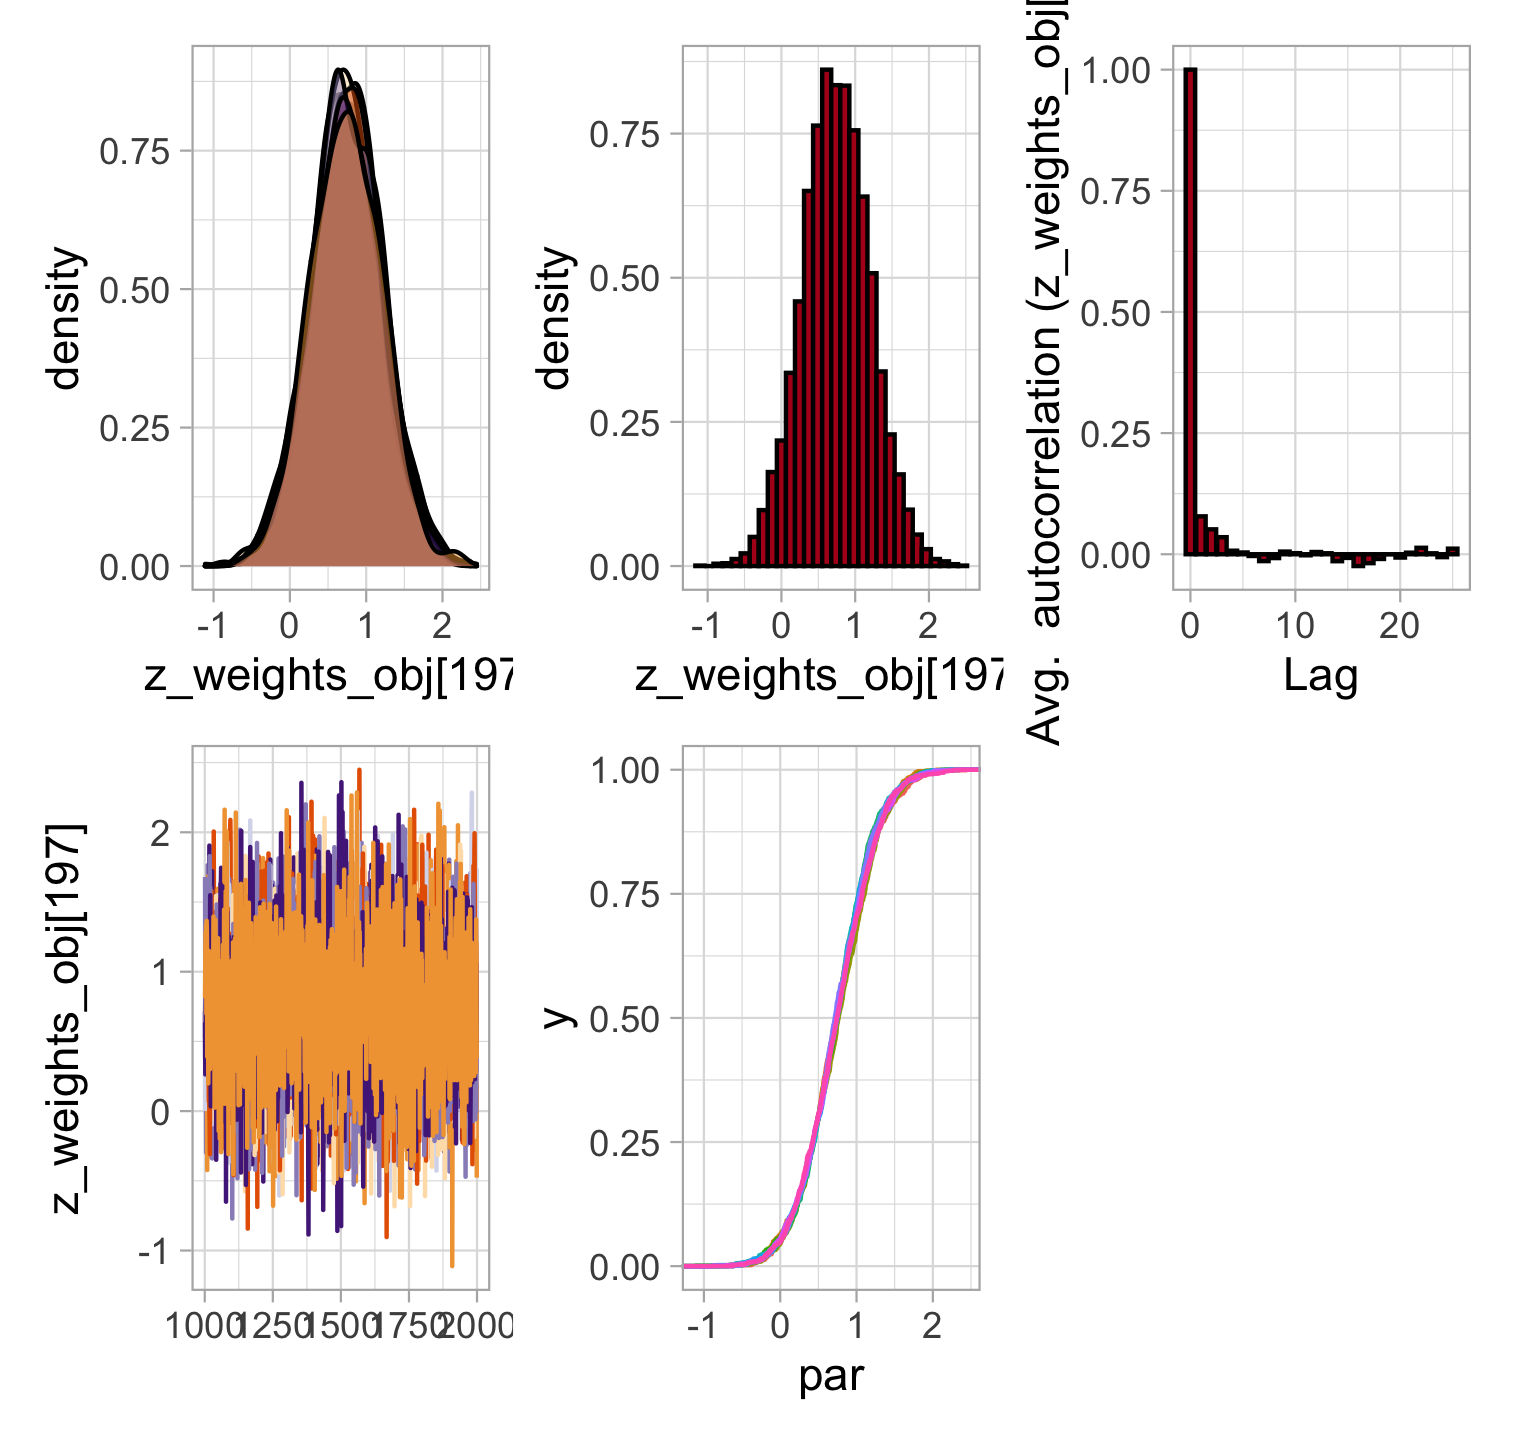 density
0.75
0.50
0.25
0.00
-1 0 1 2
z_weights_obj[197
density
0.75
0.50
0.25
0.00
-1 0 1 2
z_weights_obj[197
Avg. autocorrelation (z_weights_obj[
1.00
0.75
0.50
0.25
0.00
0 10 20
Lag
z_weights_obj[197]
2
1
0
-1
1000 1250 1500 1750 2000
y
1.00
0.75
0.50
0.25
0.00
-1 0 1 2
par